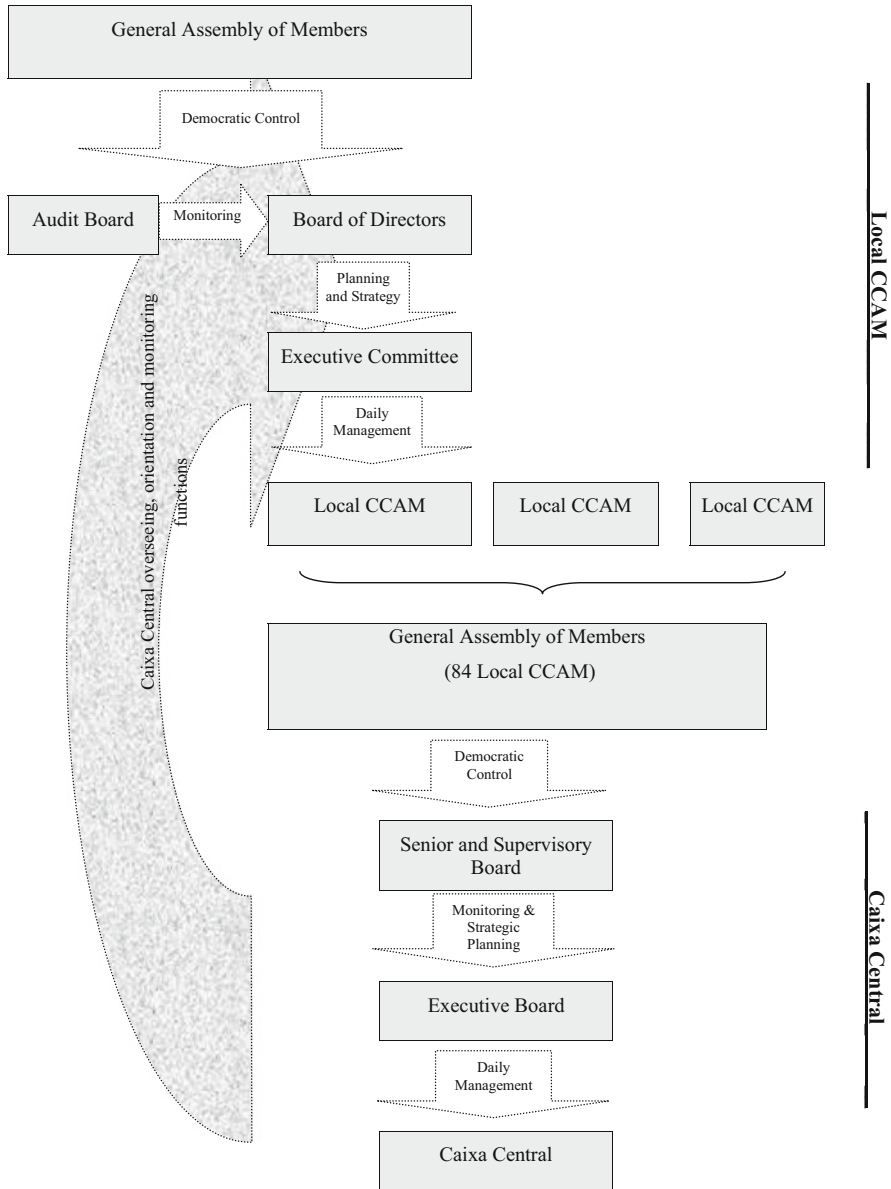 General Assembly of Members
Democratic Control
Audit Board
Monitoring
Board of Directors
Planning
and Strategy
Executive Committee
Daily
Management
Local CCAM
Local CCAM
Local CCAM
Local CCAM
Caixa Central overseeing, orientation and monitoring
functions
General Assembly of Members
(84 Local CCAM)
Democratic
Control
Senior and Supervisory
Board
Monitoring &
Strategic
Planning
Executive Board
Daily
Management
Caixa Central
Caixa Central